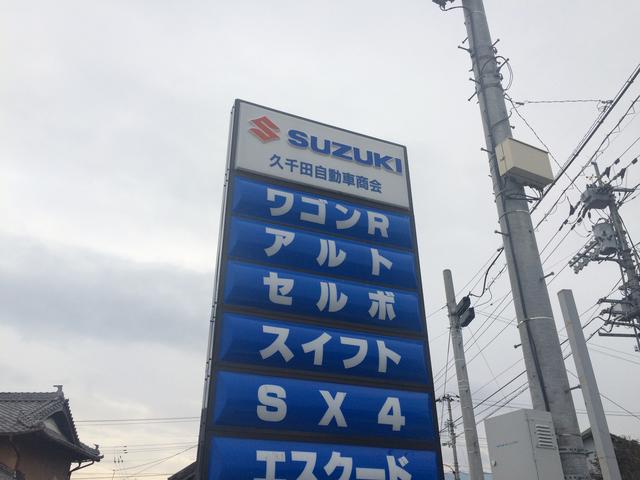 SUZUKI
久千田自動車商会
ワゴンR
アルト
セルボ
スイフト
SX4
エスクード